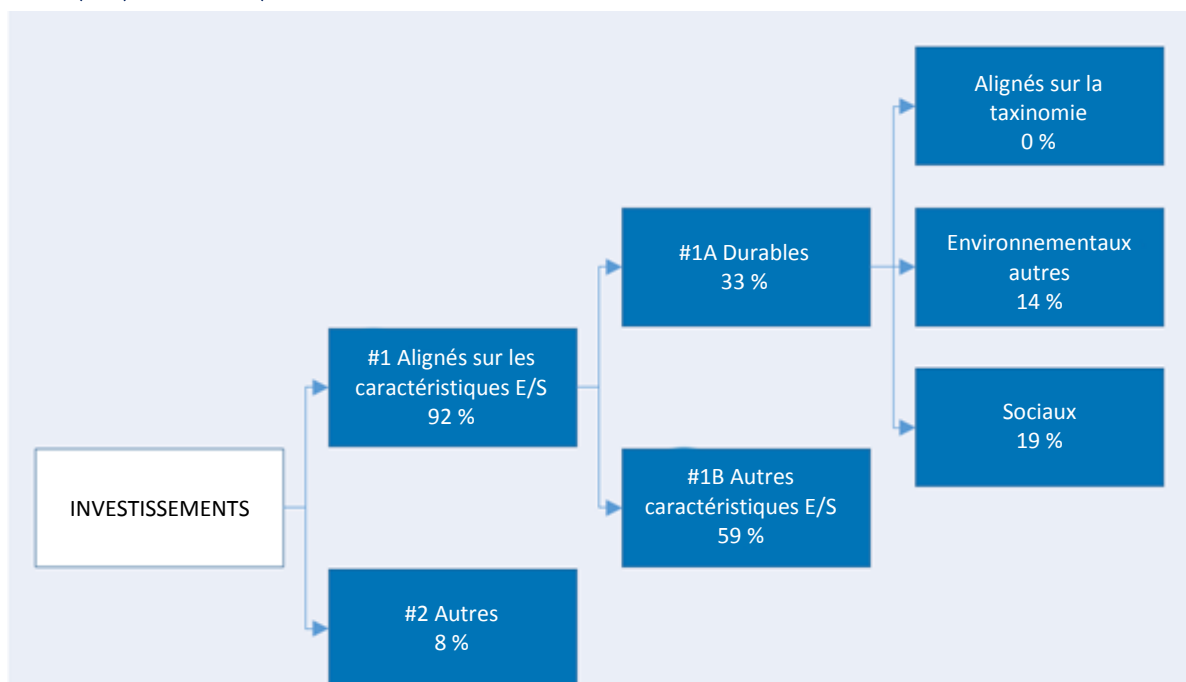 Alignés sur la
taxinomie
0 %
#1A Durables
33 %
Environnementaux
autres
14 %
#1 Alignés sur les
caractéristiques E/S
92 %
Sociaux
19 %
INVESTISSEMENTS
#1B Autres
caractéristiques E/S
59 %
#2 Autres
8 %